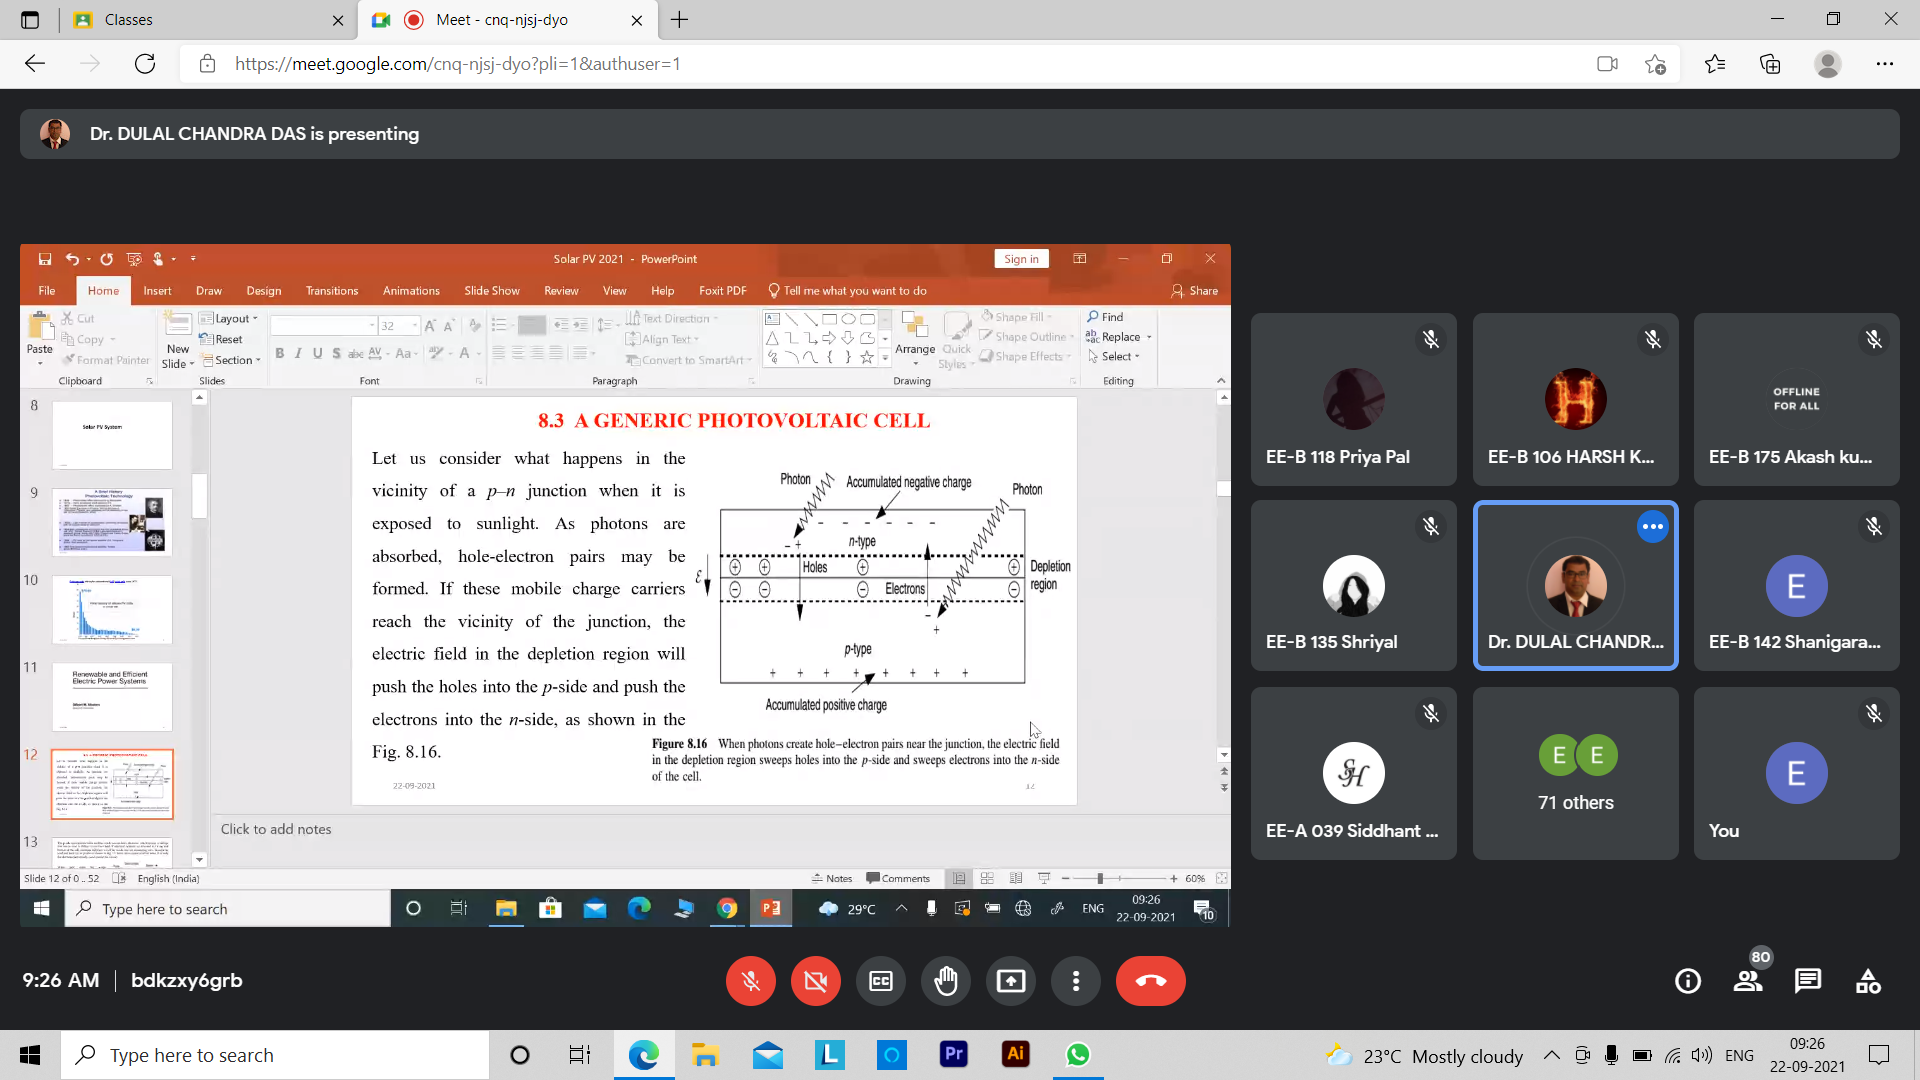 Classes
Meet - cnq-njsj-dyo
https://meet.google.com/cnq-njsj-dyo?pli=1&authuser=1
Dr. DULAL CHANDRA DAS is presenting
Solar PV 2021 - PowerPoint
Sign in
File Home Insert Draw Design Transitions Animations Slide Show Review View Help Foxit PDF Tell me what you want to do Share
Paste
Cut
Copy
Format Painter
Clipboard
New
Slide
Layout
Reset
Section
Slides
32
B I U S abc AV Aa A
Font
Text Direction
Align Text
Convert to SmartArt
Paragraph
Arrange
Quick
Styles
Shape Fill
Shape Outline
Shape Effects
Drawing
Find
Replace
Select
Editing
8
Solar PV System
9
A Brief History
Photovoltaic Technology
10
11
Renewable and Efficient
Electric Power Systems
12
13
8.3 A GENERIC PHOTOVOLTAIC CELL
Let us consider what happens in the
vicinity of a p–n junction when it is
exposed to sunlight. As photons are
absorbed, hole-electron pairs may be
formed. If these mobile charge carriers
reach the vicinity of the junction, the
electric field in the depletion region will
push the holes into the p-side and push the
electrons into the n-side, as shown in the
Fig. 8.16.
Photon
Accumulated negative charge
Photon
n-type
Holes
Electrons
Depletion
region
ℰ
p-type
Accumulated positive charge
Figure 8.16 When photons create hole–electron pairs near the junction, the electric field
in the depletion region sweeps holes into the p-side and sweeps electrons into the n-side
of the cell.
22-09-2021
12
Click to add notes
Slide 12 of 0 .. 52 English (India) Notes Comments 60%
Type here to search
29°C ENG
09:26
22-09-2021
10
EE-B 118 Priya Pal
EE-B 106 HARSH K...
OFFLINE
FOR ALL
EE-B 175 Akash ku...
EE-B 135 Shriyal
Dr. DULAL CHANDR...
E
EE-B 142 Shanigara...
SH
EE-A 039 Siddhant ...
E E
71 others
E
You
9:26 AM | bdkzxy6grb
CC
80
Type here to search
L
Pr
Ai
23°C Mostly cloudy
ENG
09:26
22-09-2021